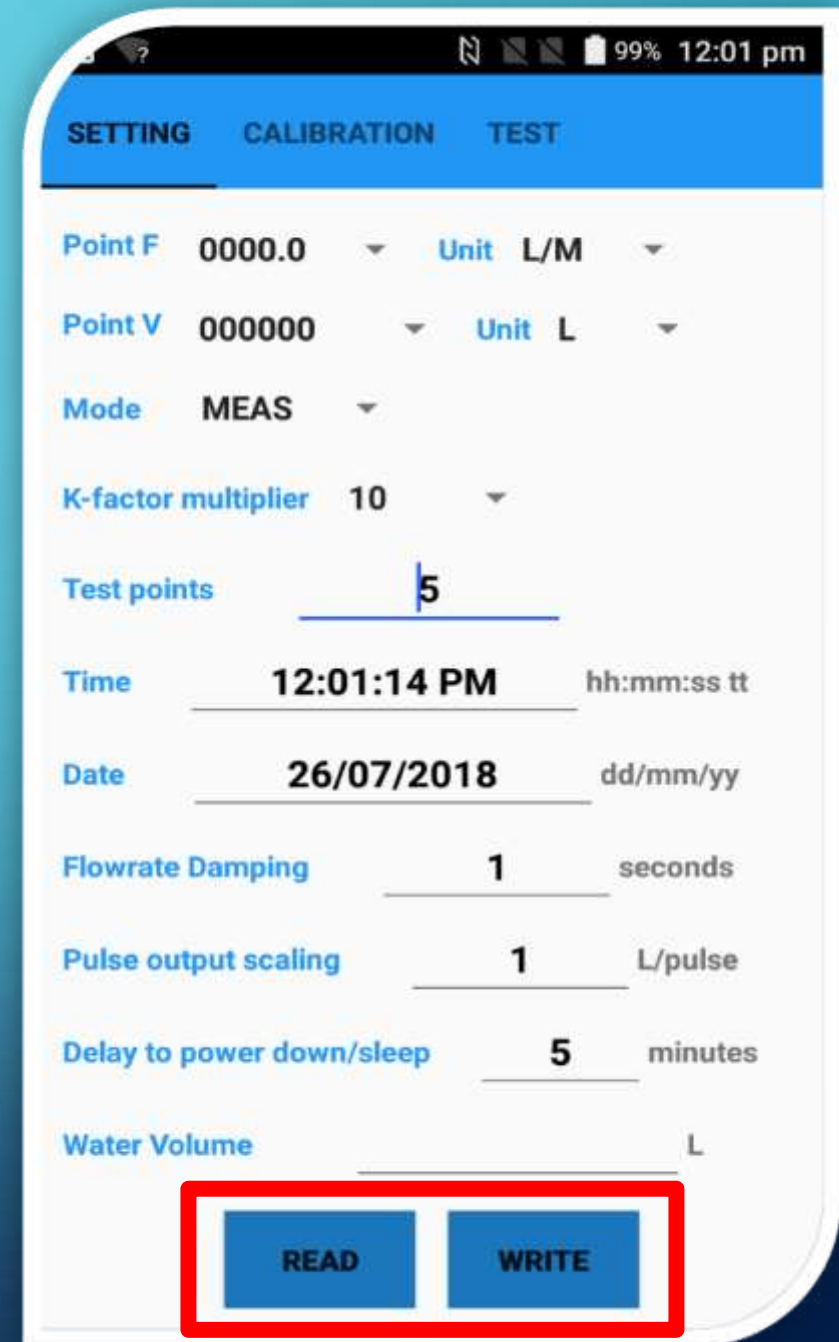 ? 99% 12:01 pm
SETTING CALIBRATION TEST
Point F 0000.0 Unit L/M
Point V 000000 Unit L
Mode MEAS
K-factor multiplier 10
Test points 5
Time 12:01:14 PM hh:mm:ss tt
Date 26/07/2018 dd/mm/yy
Flowrate Damping 1 seconds
Pulse output scaling 1 L/pulse
Delay to power down/sleep 5 minutes
Water Volume L
READ WRITE